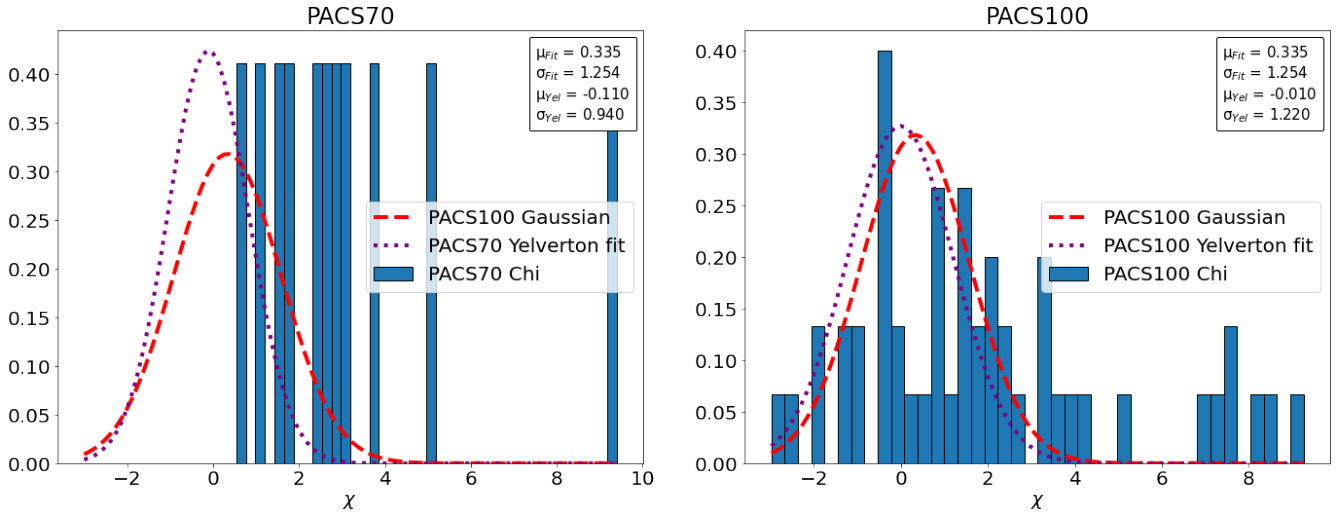 PACS70
0.40
0.35
0.30
0.25
0.20
0.15
0.10
0.05
0.00
−2
0
2
4
6
8
10
χ
μFit = 0.335
σFit = 1.254
μYel = -0.110
σYel = 0.940
PACS100 Gaussian
PACS70 Yelverton fit
PACS70 Chi
PACS100
0.40
0.35
0.30
0.25
0.20
0.15
0.10
0.05
0.00
−2
0
2
4
6
8
χ
μFit = 0.335
σFit = 1.254
μYel = -0.010
σYel = 1.220
PACS100 Gaussian
PACS100 Yelverton fit
PACS100 Chi